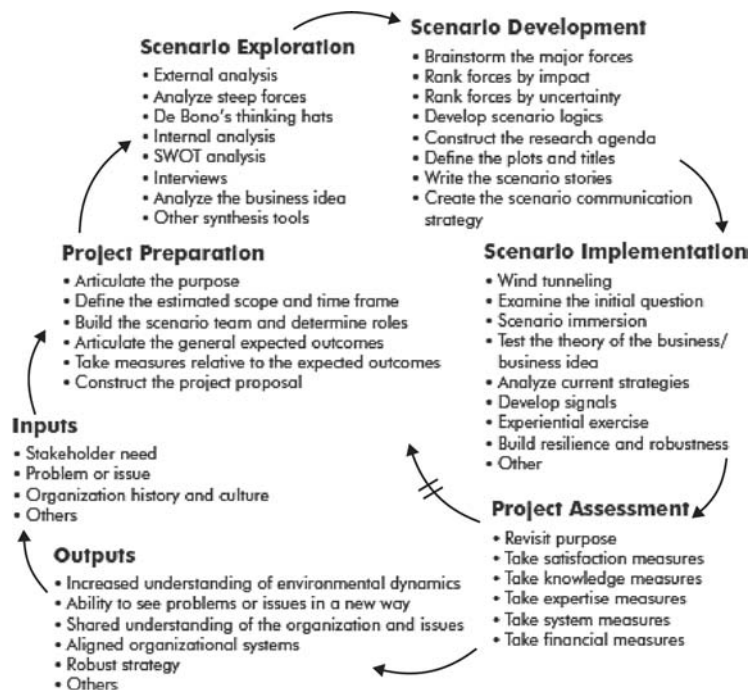 Scenario Exploration
• External analysis
• Analyze steep forces
• De Bono's thinking hats
• Internal analysis
• SWOT analysis
• Interviews
• Analyze the business idea
• Other synthesis tools
Scenario Development
• Brainstorm the major forces
• Rank forces by impact
• Rank forces by uncertainty
• Develop scenario logics
• Construct the research agenda
• Define the plots and titles
• Write the scenario stories
• Create the scenario communication
strategy
Project Preparation
• Articulate the purpose
• Define the estimated scope and time frame
• Build the scenario team and determine roles
• Articulate the general expected outcomes
• Take measures relative to the expected outcomes
• Construct the project proposal
Scenario Implementation
• Wind tunneling
• Examine the initial question
• Scenario immersion
• Test the theory of the business/
business idea
• Analyze current strategies
• Develop signals
• Experiential exercise
• Build resilience and robustness
• Other
Inputs
• Stakeholder need
• Problem or issue
• Organization history and culture
• Others
Project Assessment
• Revisit purpose
• Take satisfaction measures
• Take knowledge measures
• Take expertise measures
• Take system measures
• Take financial measures
Outputs
• Increased understanding of environmental dynamics
• Ability to see problems or issues in a new way
• Shared understanding of the organization and issues
• Aligned organizational systems
• Robust strategy
• Others